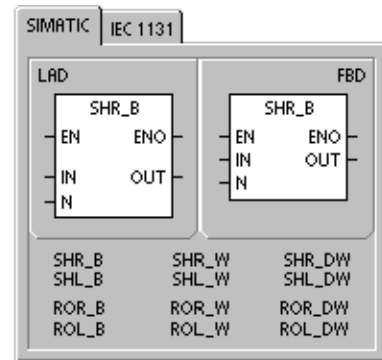 SIMATIC IEC 1131
LAD FBD
SHR_B SHR_B
EN ENO EN ENO
IN OUT IN OUT
N N
SHR_B SHR_W SHR_DW
SHL_B SHL_W SHL_DW
ROR_B ROR_W ROR_DW
ROL_B ROL_W ROL_DW